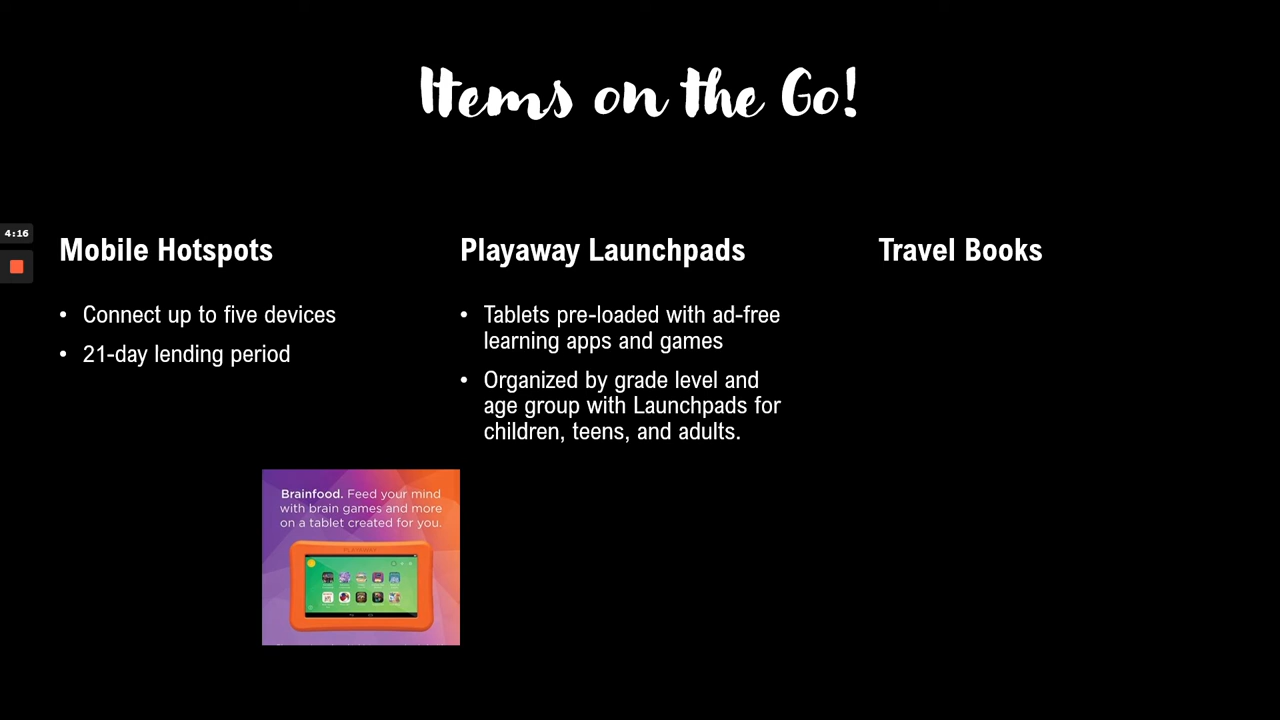 Items on the Go!
4:16
Mobile Hotspots
• Connect up to five devices
• 21-day lending period
Playaway Launchpads
• Tablets pre-loaded with ad-free
learning apps and games
• Organized by grade level and
age group with Launchpads for
children, teens, and adults.
Travel Books
Brainfood. Feed your mind
with brain games and more
on a tablet created for you.
PLAYAWAY